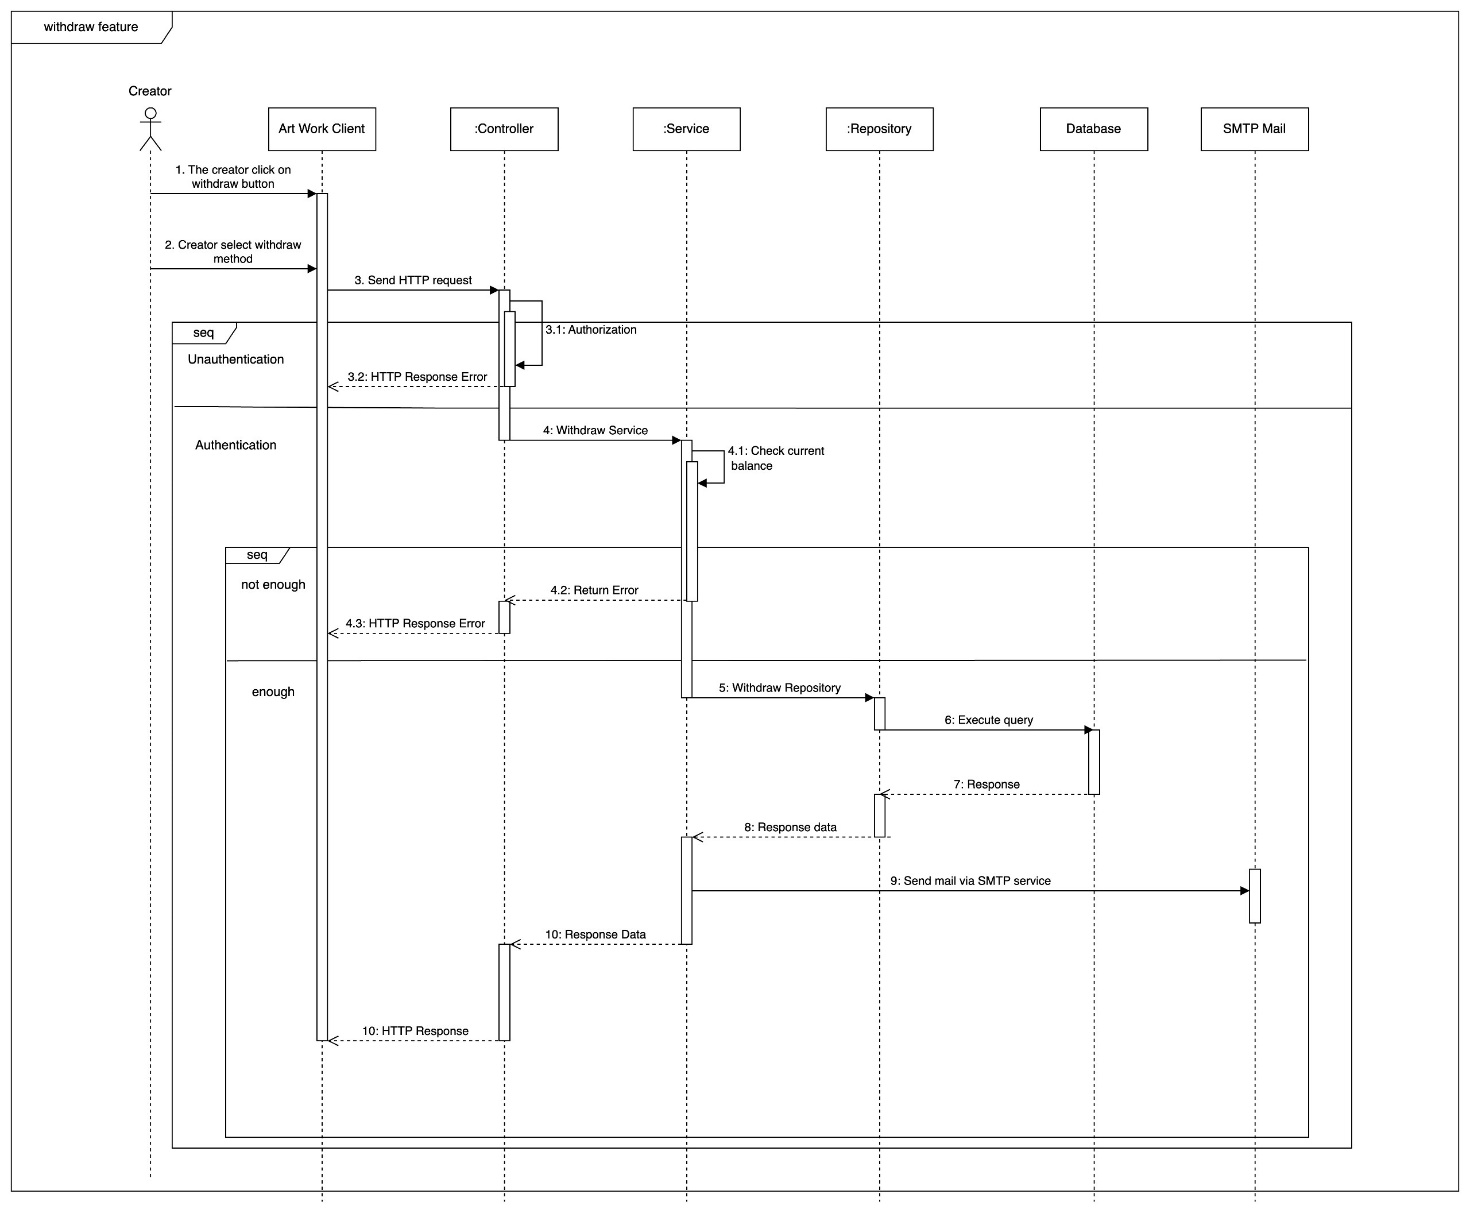 withdraw feature
Creator
Art Work Client
:Controller
:Service
:Repository
Database
SMTP Mail
1. The creator click on
withdraw button
2. Creator select withdraw
method
3. Send HTTP request
seq
3.1: Authorization
Unauthentication
3.2: HTTP Response Error
4: Withdraw Service
Authentication
4.1: Check current
balance
seq
not enough
4.2: Return Error
4.3: HTTP Response Error
enough
5: Withdraw Repository
6: Execute query
7: Response
8: Response data
9: Send mail via SMTP service
10: Response Data
10: HTTP Response